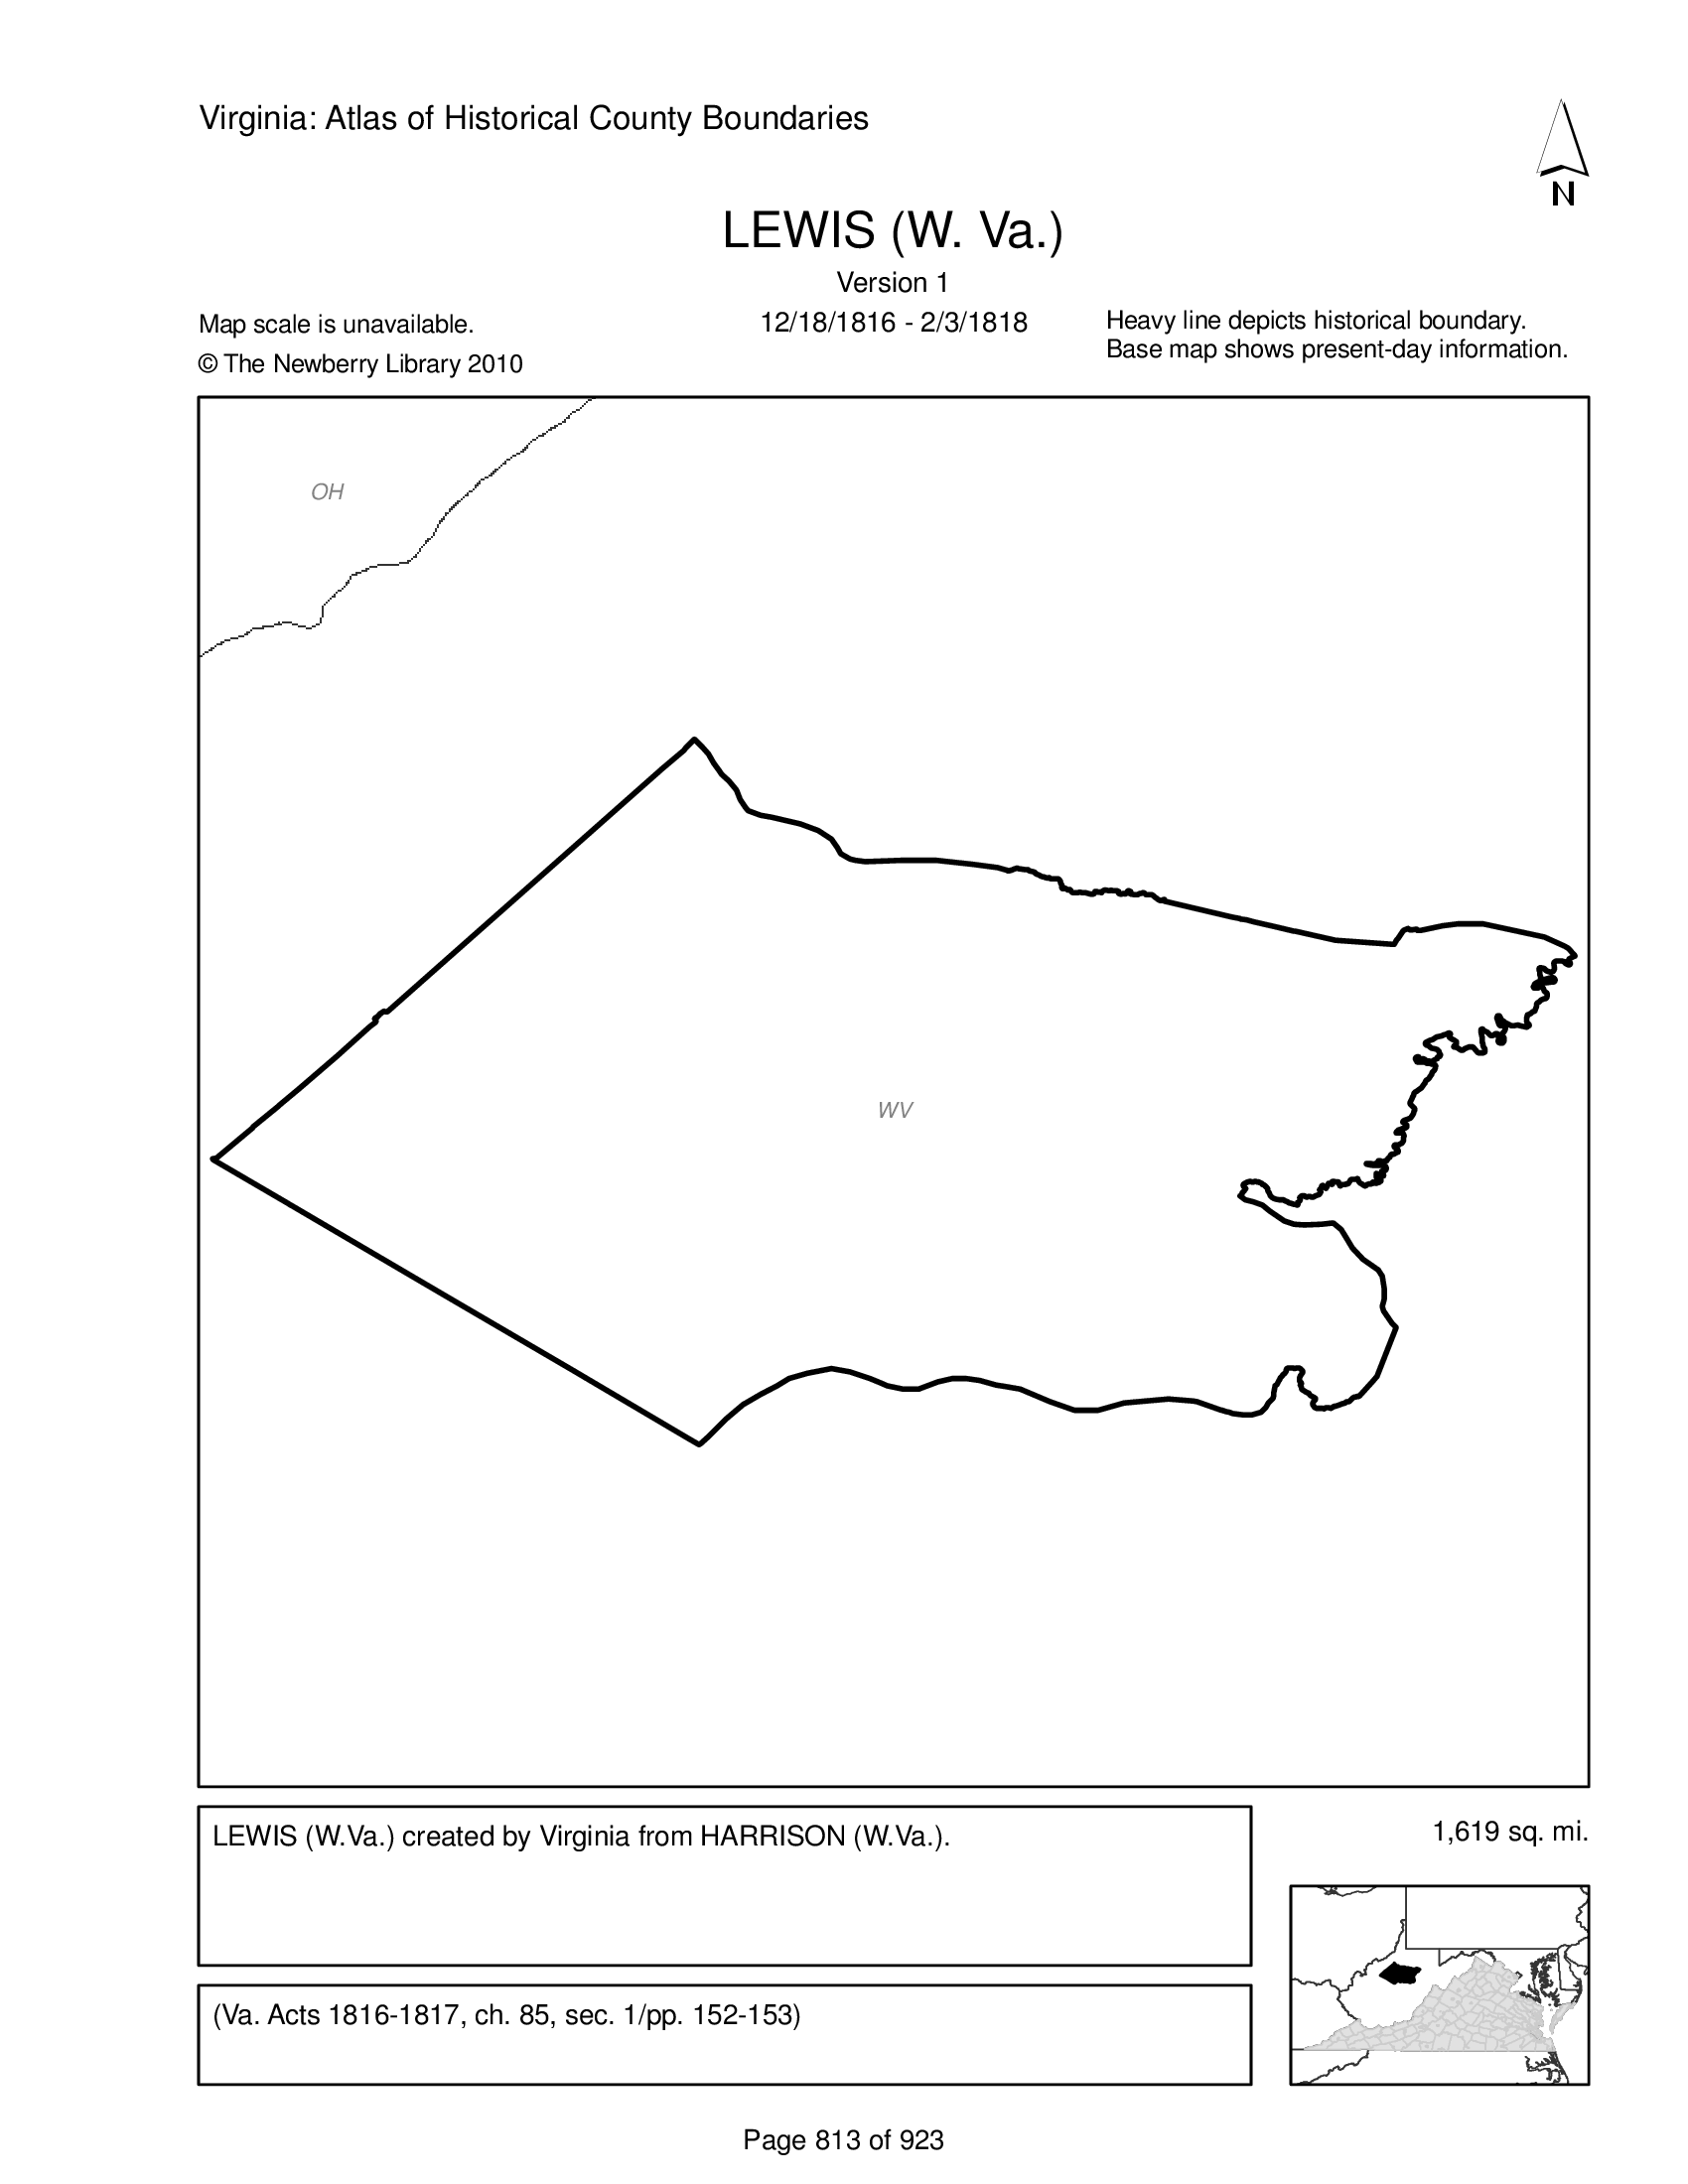 Virginia: Atlas of Historical County Boundaries
N
LEWIS (W. Va.)
Version 1
12/18/1816 - 2/3/1818
Map scale is unavailable.
© The Newberry Library 2010
Heavy line depicts historical boundary.
Base map shows present-day information.
OH
WV
LEWIS (W.Va.) created by Virginia from HARRISON (W.Va.).
1,619 sq. mi.
(Va. Acts 1816-1817, ch. 85, sec. 1/pp. 152-153)
Page 813 of 923